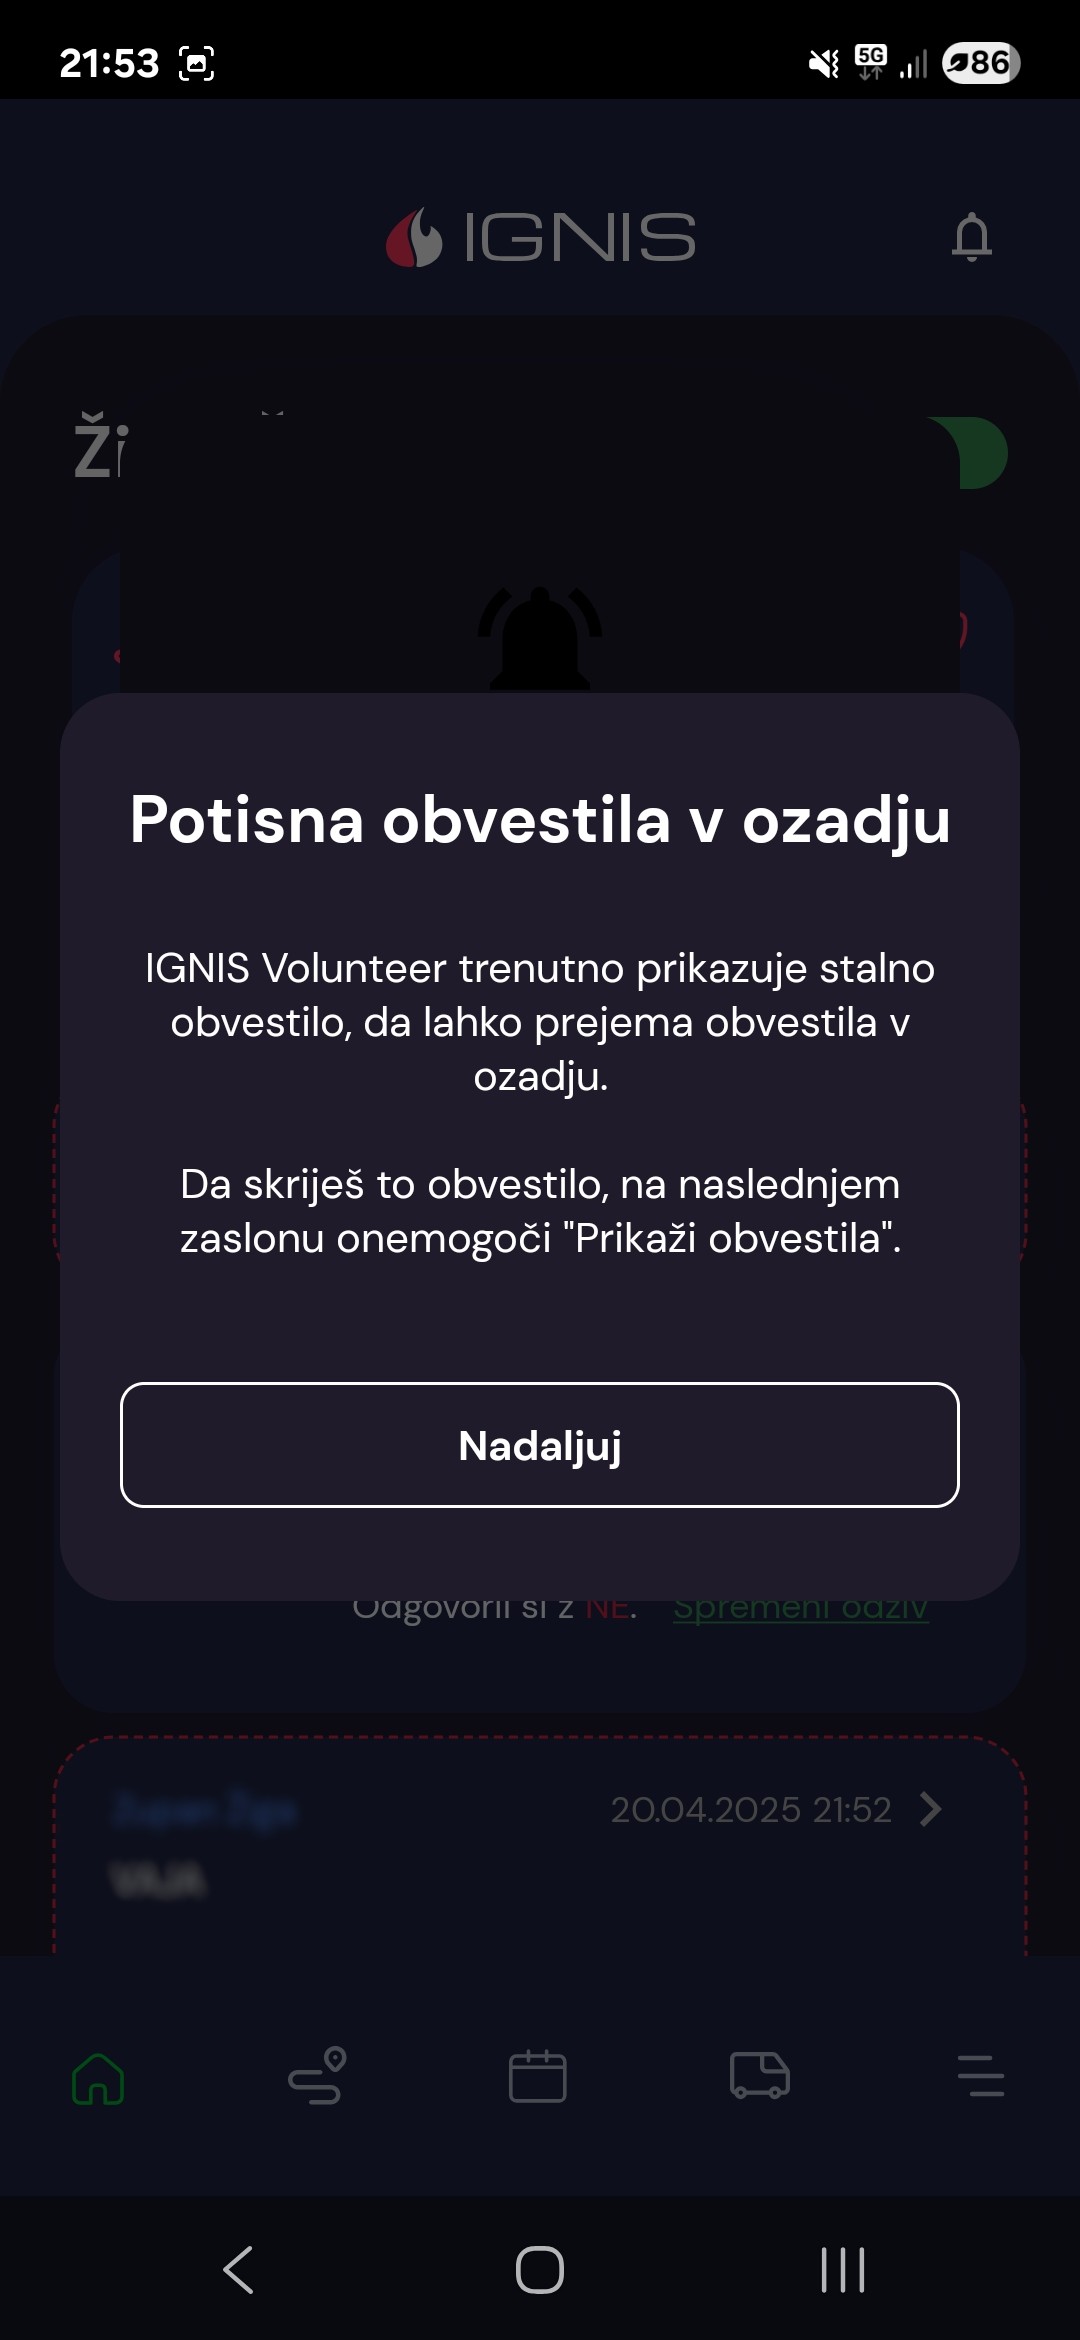 21:53
5G
86
IGNIS
Ži
Potisna obvestila v ozadju
IGNIS Volunteer trenutno prikazuje stalno
obvestilo, da lahko prejema obvestila v
ozadju.
Da skriješ to obvestilo, na naslednjem
zaslonu onemogoči "Prikaži obvestila".
Nadaljuj
Odgovoril si z NE. Spremeni odziv
20.04.2025 21:52